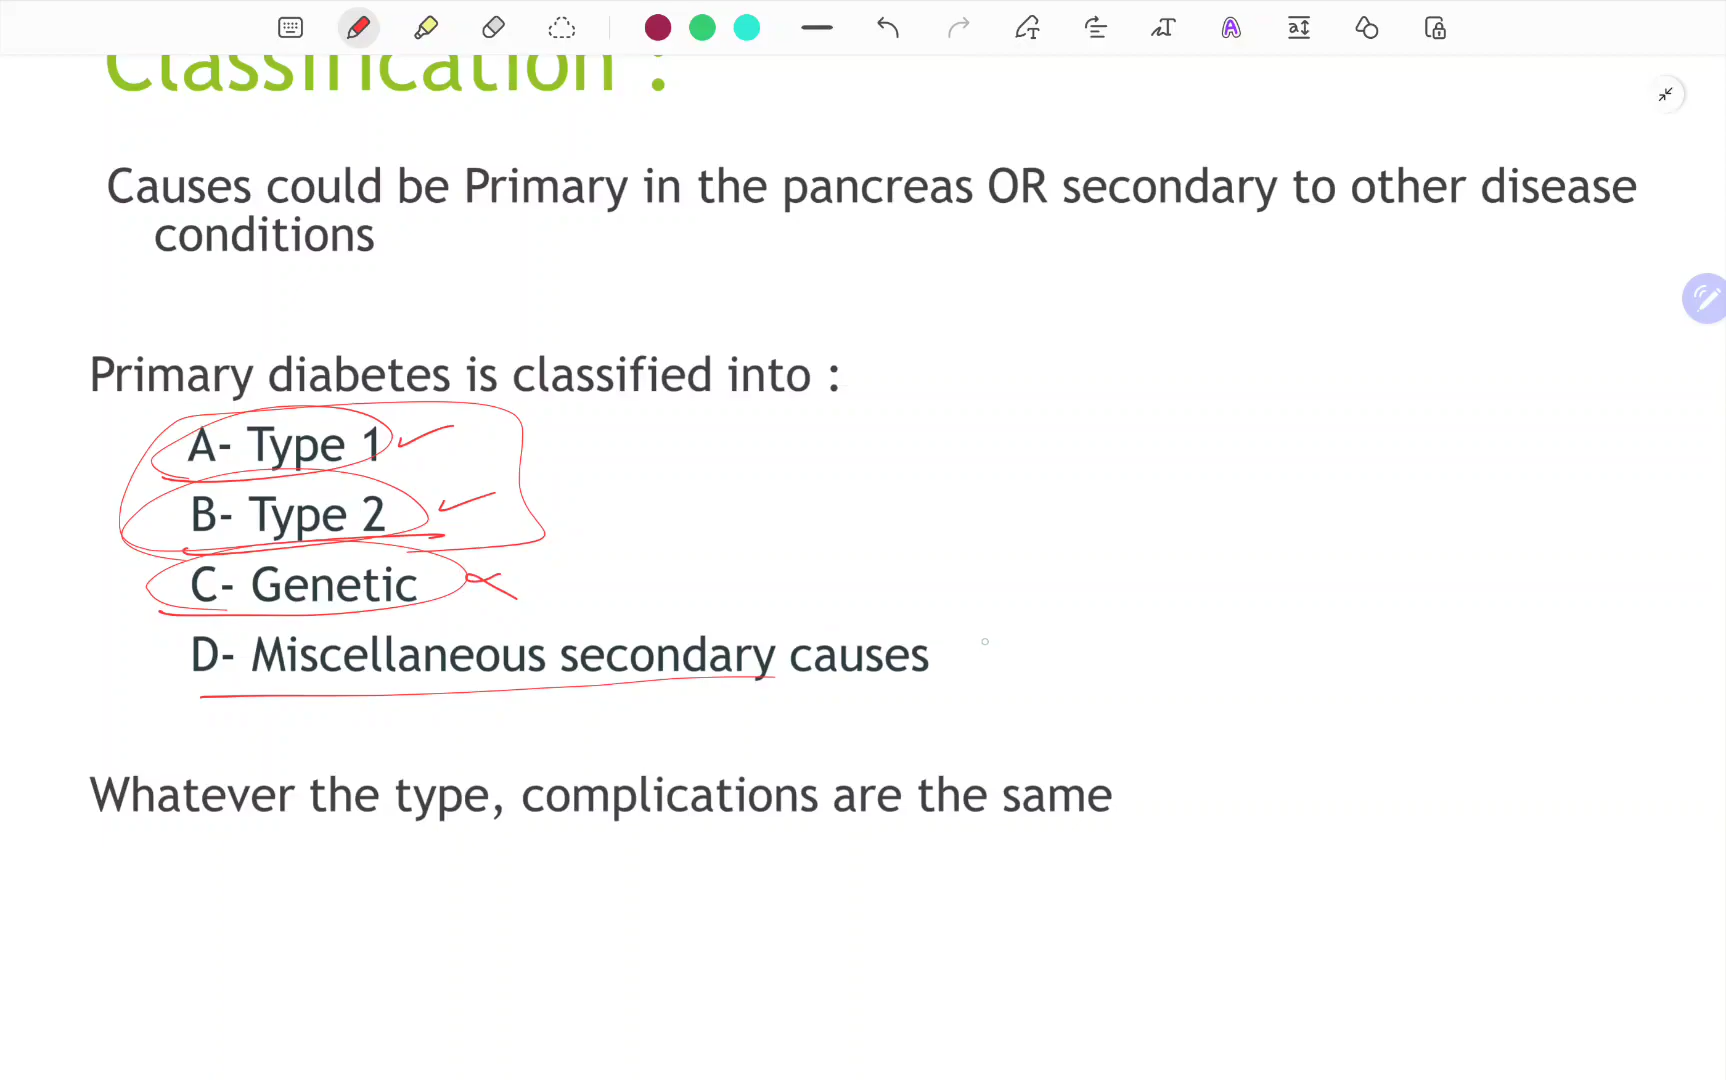 Classification :
Causes could be Primary in the pancreas OR secondary to other disease
conditions
Primary diabetes is classified into :
A- Type 1
B- Type 2
C- Genetic
D- Miscellaneous secondary causes
Whatever the type, complications are the same